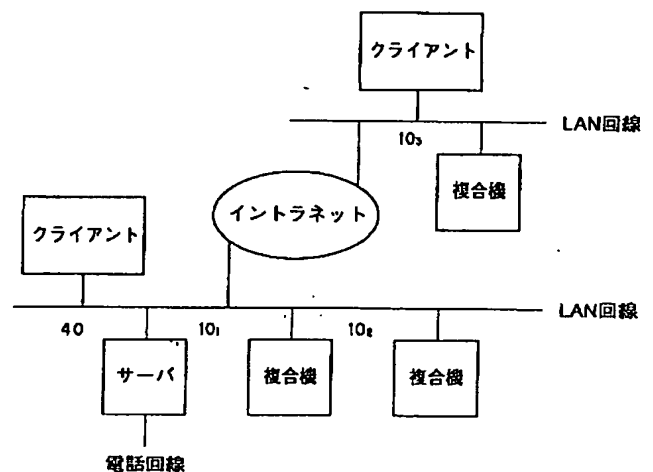 クライアント
LAN回線
10₃
複合機
イントラネット
クライアント
LAN回線
40
10₁
10₂
サーバ
複合機
複合機
電話回線